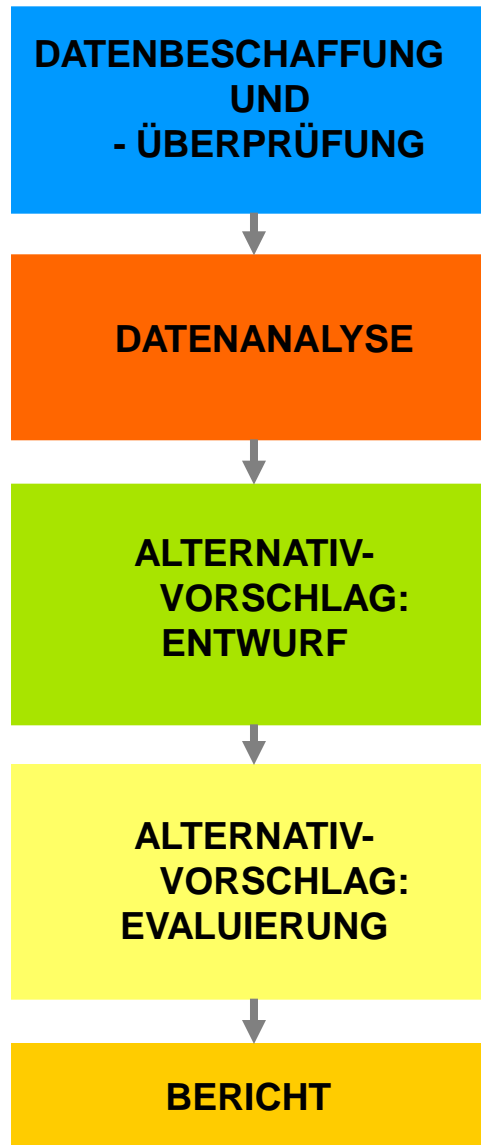 DATENBESCHAFFUNG
UND
- ÜBERPRÜFUNG
DATENANALYSE
ALTERNATIV-
VORSCHLAG:
ENTWURF
ALTERNATIV-
VORSCHLAG:
EVALUIERUNG
BERICHT